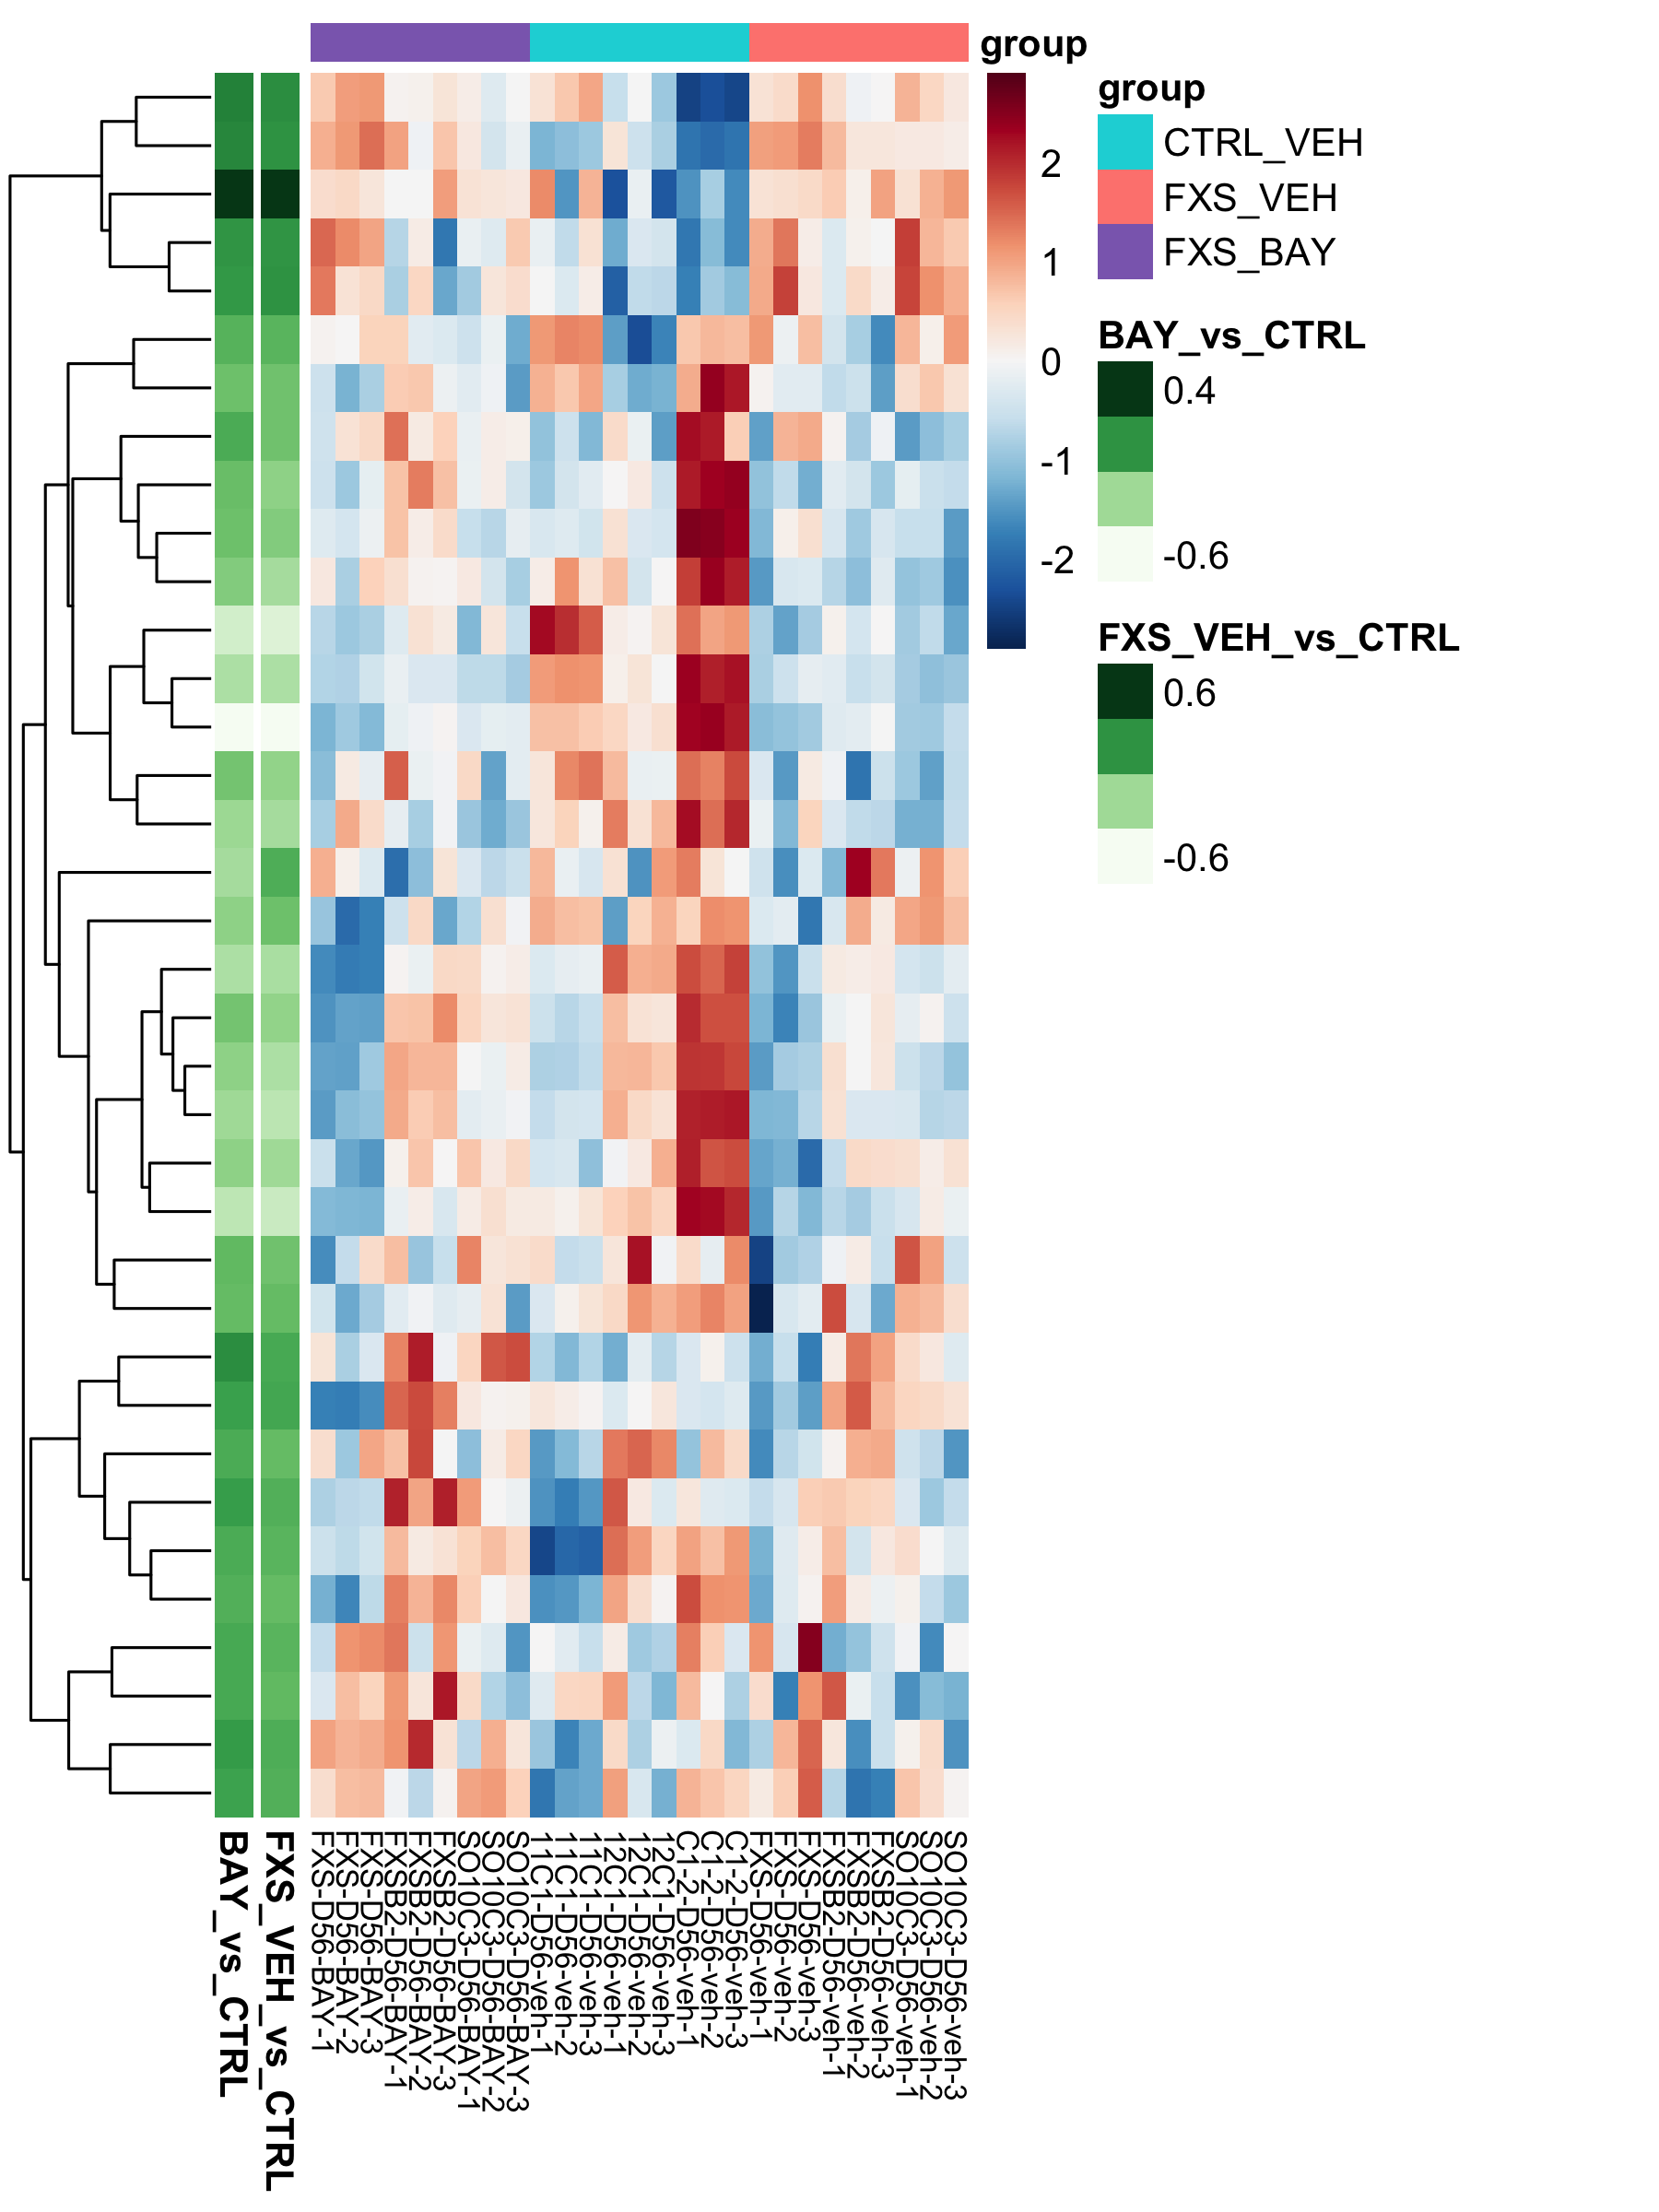 group
2
1
0
-1
-2
group
CTRL_VEH
FXS_VEH
FXS_BAY
BAY_vs_CTRL
0.4
-0.6
FXS_VEH_vs_CTRL
0.6
-0.6
BAY_vs_CTRL
FXS_VEH_vs_CTRL
FXS-D56-BAY-1
FXS-D56-BAY-2
FXS-D56-BAY-3
FXSB2-D56-BAY-1
FXSB2-D56-BAY-2
FXSB2-D56-BAY-3
SO10C3-D56-BAY-1
SO10C3-D56-BAY-2
SO10C3-D56-BAY-3
11C1-D56-veh-1
11C1-D56-veh-2
11C1-D56-veh-3
12C1-D56-veh-1
12C1-D56-veh-2
12C1-D56-veh-3
C1-2-D56-veh-1
C1-2-D56-veh-2
C1-2-D56-veh-3
FXS-D56-veh-1
FXS-D56-veh-2
FXS-D56-veh-3
FXSB2-D56-veh-1
FXSB2-D56-veh-2
FXSB2-D56-veh-3
SO10C3-D56-veh-1
SO10C3-D56-veh-2
SO10C3-D56-veh-3